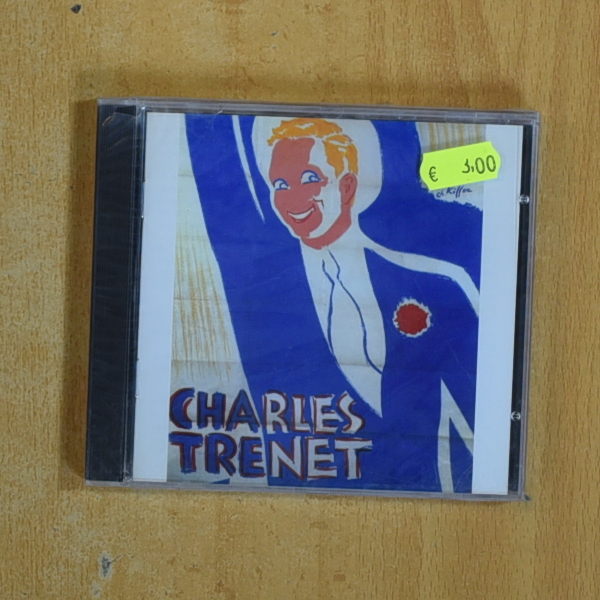 € 3,00
CHARLES
TRENET